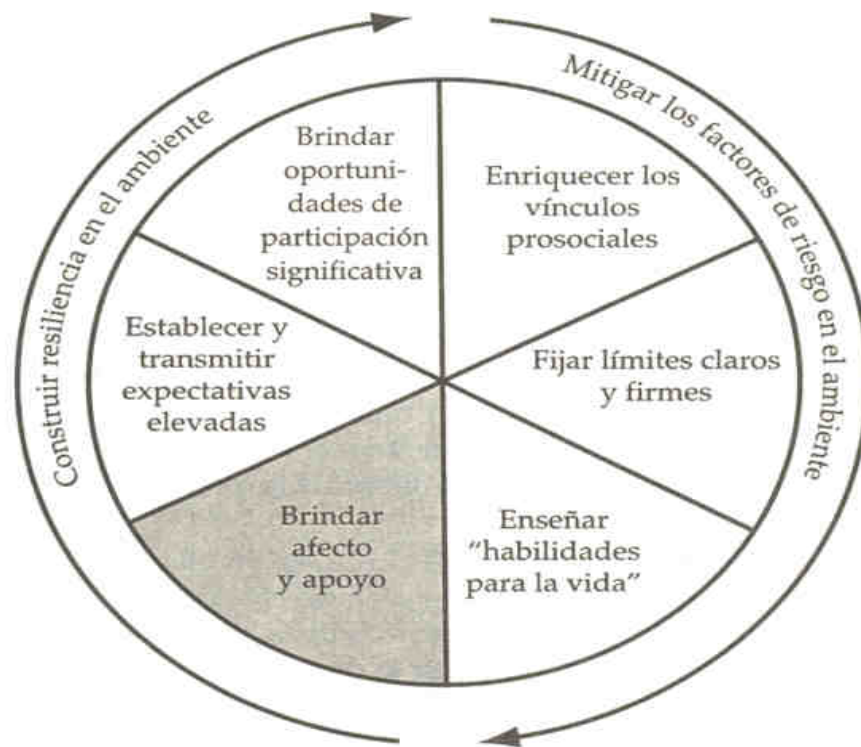 Construir resiliencia en el ambiente
Mitigar los factores de riesgo en el ambiente
Brindar
oportuni-
dades de
participación
significativa
Enriquecer los
vínculos
prosociales
Establecer y
transmitir
expectativas
elevadas
Fijar límites claros
y firmes
Brindar
afecto
y apoyo
Enseñar
“habilidades
para la vida”